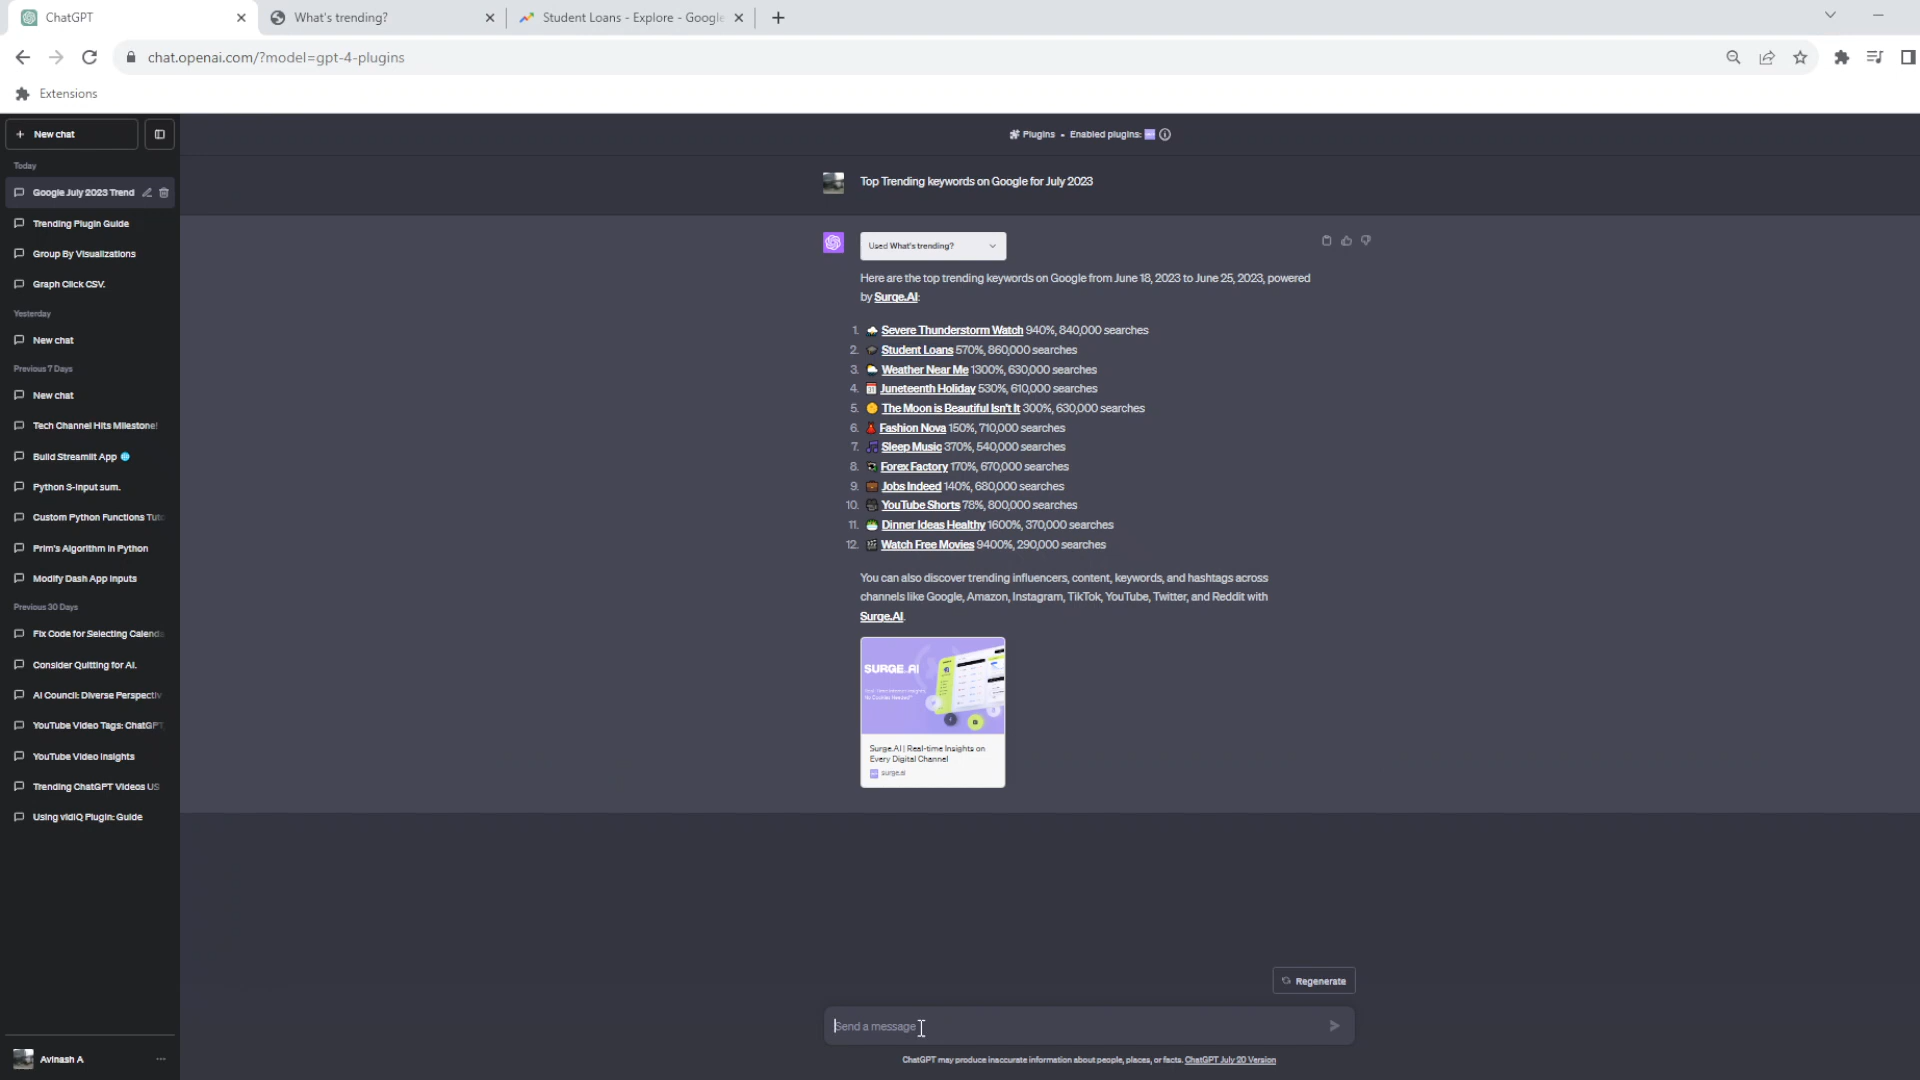 ChatGPT
What's trending?
Student Loans - Explore - Google
chat.openai.com/?model=gpt-4-plugins
Extensions
New chat
Today
Google July 2023 Trend
Trending Plugin Guide
Group By Visualizations
Graph Click CSV.
Yesterday
New chat
Previous 7 Days
New chat
Tech Channel Hits Milestone!
Build Streamlit App
Python 3-Input sum.
Custom Python Functions Tuto
Prim's Algorithm in Python
Modify Dash App Inputs
Previous 30 Days
Fix Code for Selecting Calenda
Consider Quitting for AI.
AI Council: Diverse Perspectiv
YouTube Video Tags: ChatGPT
YouTube Video Insights
Trending ChatGPT Videos US
Using vidIQ Plugin: Guide
Avinash A
Plugins • Enabled plugins:
Top Trending keywords on Google for July 2023
Used What's trending?
Here are the top trending keywords on Google from June 18, 2023 to June 25, 2023, powered
by Surge.AI:
1. Severe Thunderstorm Watch 940%, 840,000 searches
2. Student Loans 570%, 860,000 searches
3. Weather Near Me 1300%, 630,000 searches
4. Juneteenth Holiday 530%, 610,000 searches
5. The Moon is Beautiful Isn't It 300%, 630,000 searches
6. Fashion Nova 150%, 710,000 searches
7. Sleep Music 370%, 540,000 searches
8. Forex Factory 170%, 670,000 searches
9. Jobs Indeed 140%, 680,000 searches
10. YouTube Shorts 78%, 800,000 searches
11. Dinner Ideas Healthy 1600%, 370,000 searches
12. Watch Free Movies 9400%, 290,000 searches
You can also discover trending influencers, content, keywords, and hashtags across
channels like Google, Amazon, Instagram, TikTok, YouTube, Twitter, and Reddit with
Surge.AI.
SURGE.AI
Surge.AI | Real-time Insights on
Every Digital Channel
surge.ai
Regenerate
Send a message
ChatGPT may produce inaccurate information about people, places, or facts. ChatGPT July 20 Version